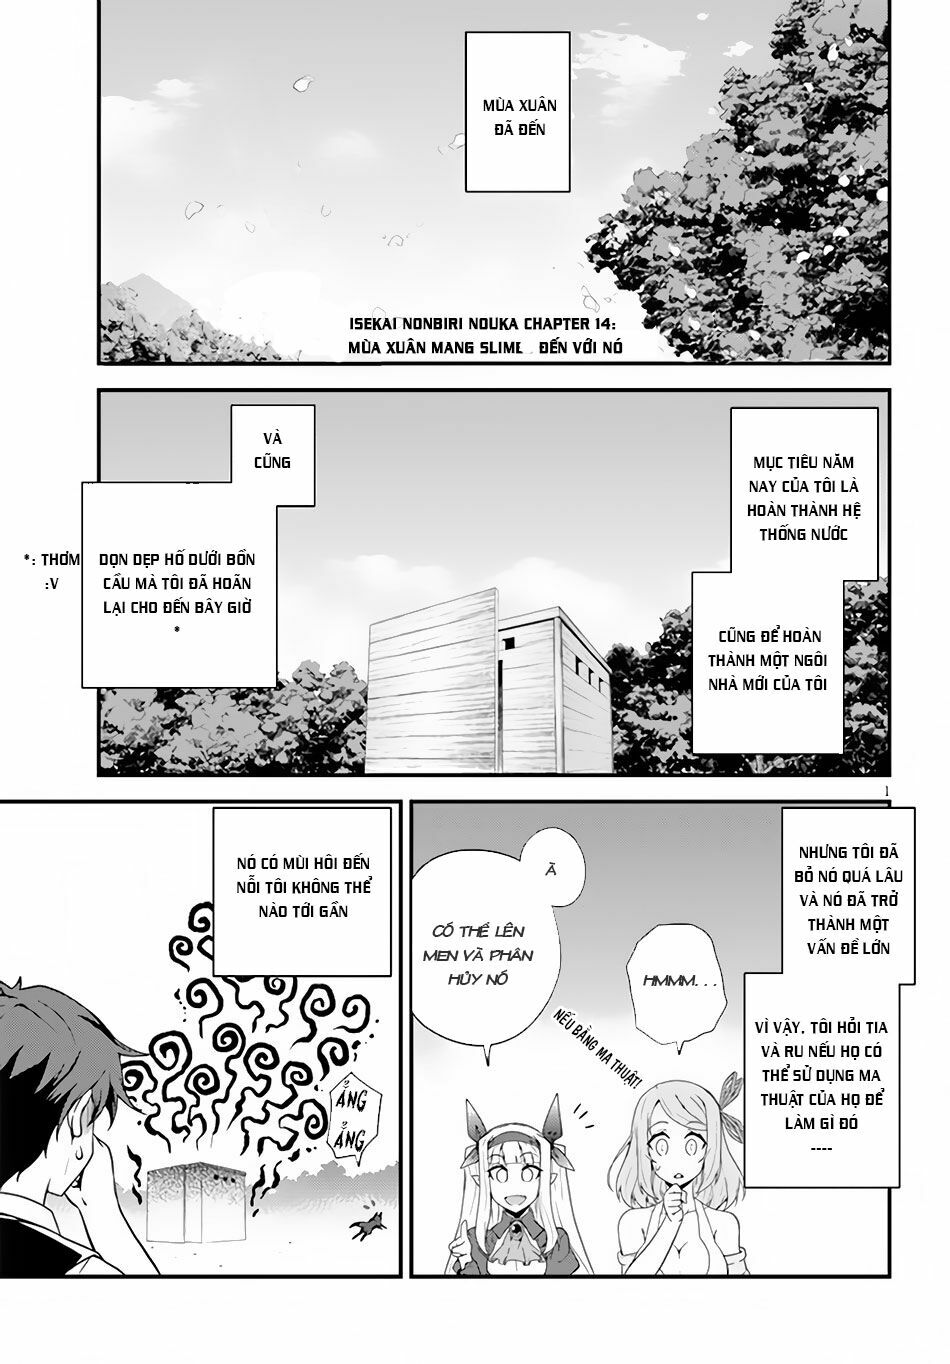 MÙA XUÂN
ĐÃ ĐẾN
ISEKAI NONBIRI NOUKA CHAPTER 14:
MÙA XUÂN MANG SLIME ĐẾN VỚI NÓ
MỤC TIÊU NĂM
NAY CỦA TÔI LÀ
HOÀN THÀNH HỆ
THỐNG NƯỚC
CŨNG ĐỂ HOÀN
THÀNH MỘT NGÔI
NHÀ MỚI CỦA TÔI
VÀ
CŨNG
DỌN DẸP HỐ DƯỚI BỒN
CẦU MÀ TÔI ĐÃ HOÃN
LẠI CHO ĐẾN BÂY GIỜ
*
*: THƠM
:V
1
NHƯNG TÔI ĐÃ
BỎ NÓ QUÁ LÂU
VÀ NÓ ĐÃ TRỞ
THÀNH MỘT
VẤN ĐỀ LỚN
VÌ VẬY, TÔI HỎI TIA
VÀ RU NẾU HỌ CÓ
THỂ SỬ DỤNG MA
THUẬT CỦA HỌ ĐỂ
LÀM GÌ ĐÓ
----
HMMM...
À
CÓ THỂ LÊN
MEN VÀ PHÂN
HỦY NÓ
NẾU BẰNG MA THUẬT!
NÓ CÓ MÙI HÔI ĐẾN
NỖI TÔI KHÔNG THỂ
NÀO TỚI GẦN
ẲNG
ẲNG